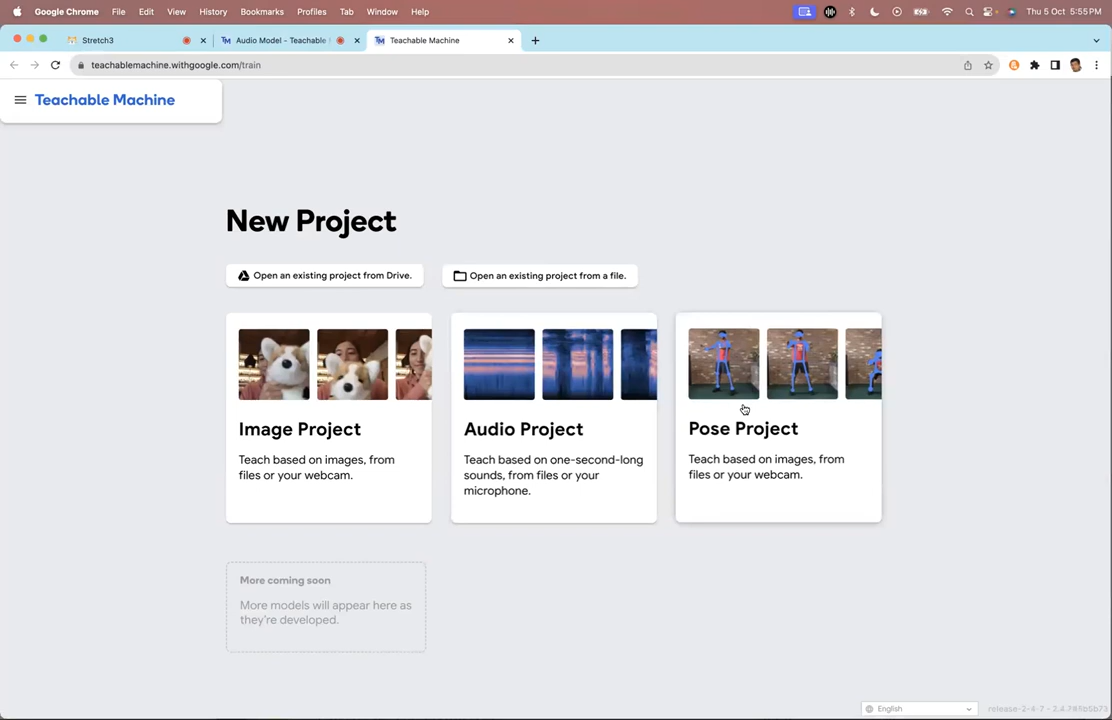 Google Chrome File Edit View History Bookmarks Profiles Tab Window Help Thu 5 Oct 5:55 PM
Stretch3 Audio Model - Teachable Teachable Machine
teachablemachine.withgoogle.com/train
Teachable Machine
New Project
Open an existing project from Drive. Open an existing project from a file.
Image Project
Teach based on images, from
files or your webcam.
Audio Project
Teach based on one-second-long
sounds, from files or your
microphone.
Pose Project
Teach based on images, from
files or your webcam.
More coming soon
More models will appear here as
they're developed.
English